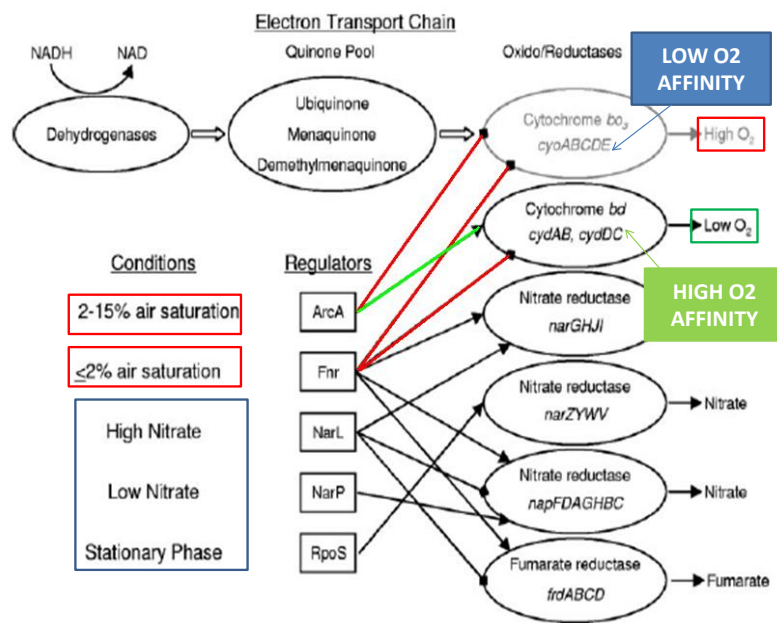 Electron Transport Chain
NADH NAD
Quinone Pool
Oxido/Reductases
LOW O2
AFFINITY
Dehydrogenases
Ubiquinone
Menaquinone
Demethylmenaquinone
Cytochrome bo3
cyoABCDE
High O2
Cytochrome bd
cydAB, cydDC
Low O2
HIGH O2
AFFINITY
Conditions
Regulators
2-15% air saturation
ArcA
Nitrate reductase
narGHJI
≤2% air saturation
Fnr
High Nitrate
NarL
Nitrate reductase
narZYWV
Nitrate
Low Nitrate
NarP
Nitrate reductase
napFDAGHBC
Nitrate
Stationary Phase
RpoS
Fumarate reductase
frdABCD
Fumarate